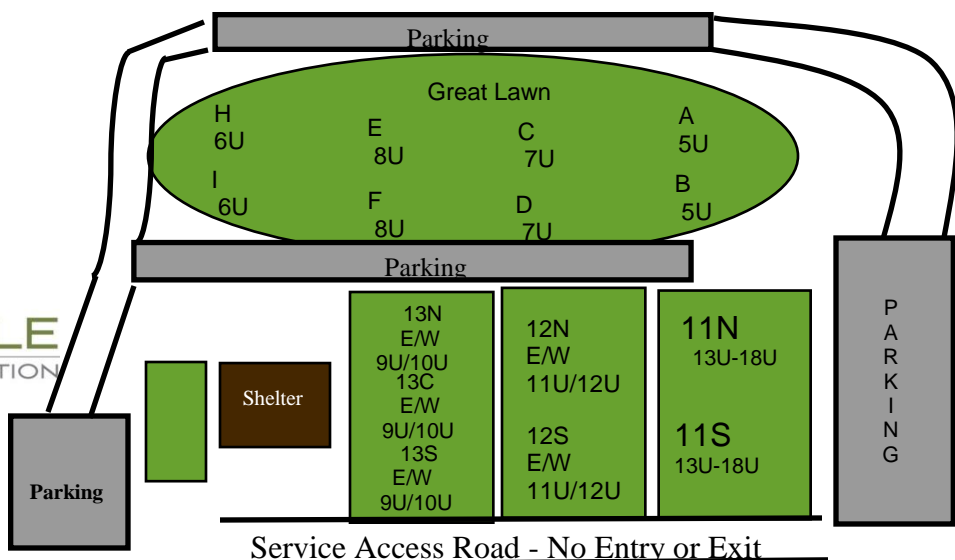 Parking
Great Lawn
H
6U
E
8U
C
7U
A
5U
I
6U
F
8U
D
7U
B
5U
Parking
13N
E/W
9U/10U
13C
E/W
9U/10U
13S
E/W
9U/10U
12N
E/W
11U/12U
12S
E/W
11U/12U
11N
13U-18U
11S
13U-18U
P
A
R
K
I
N
G
LE
TION
Shelter
Parking
Service Access Road - No Entry or Exit